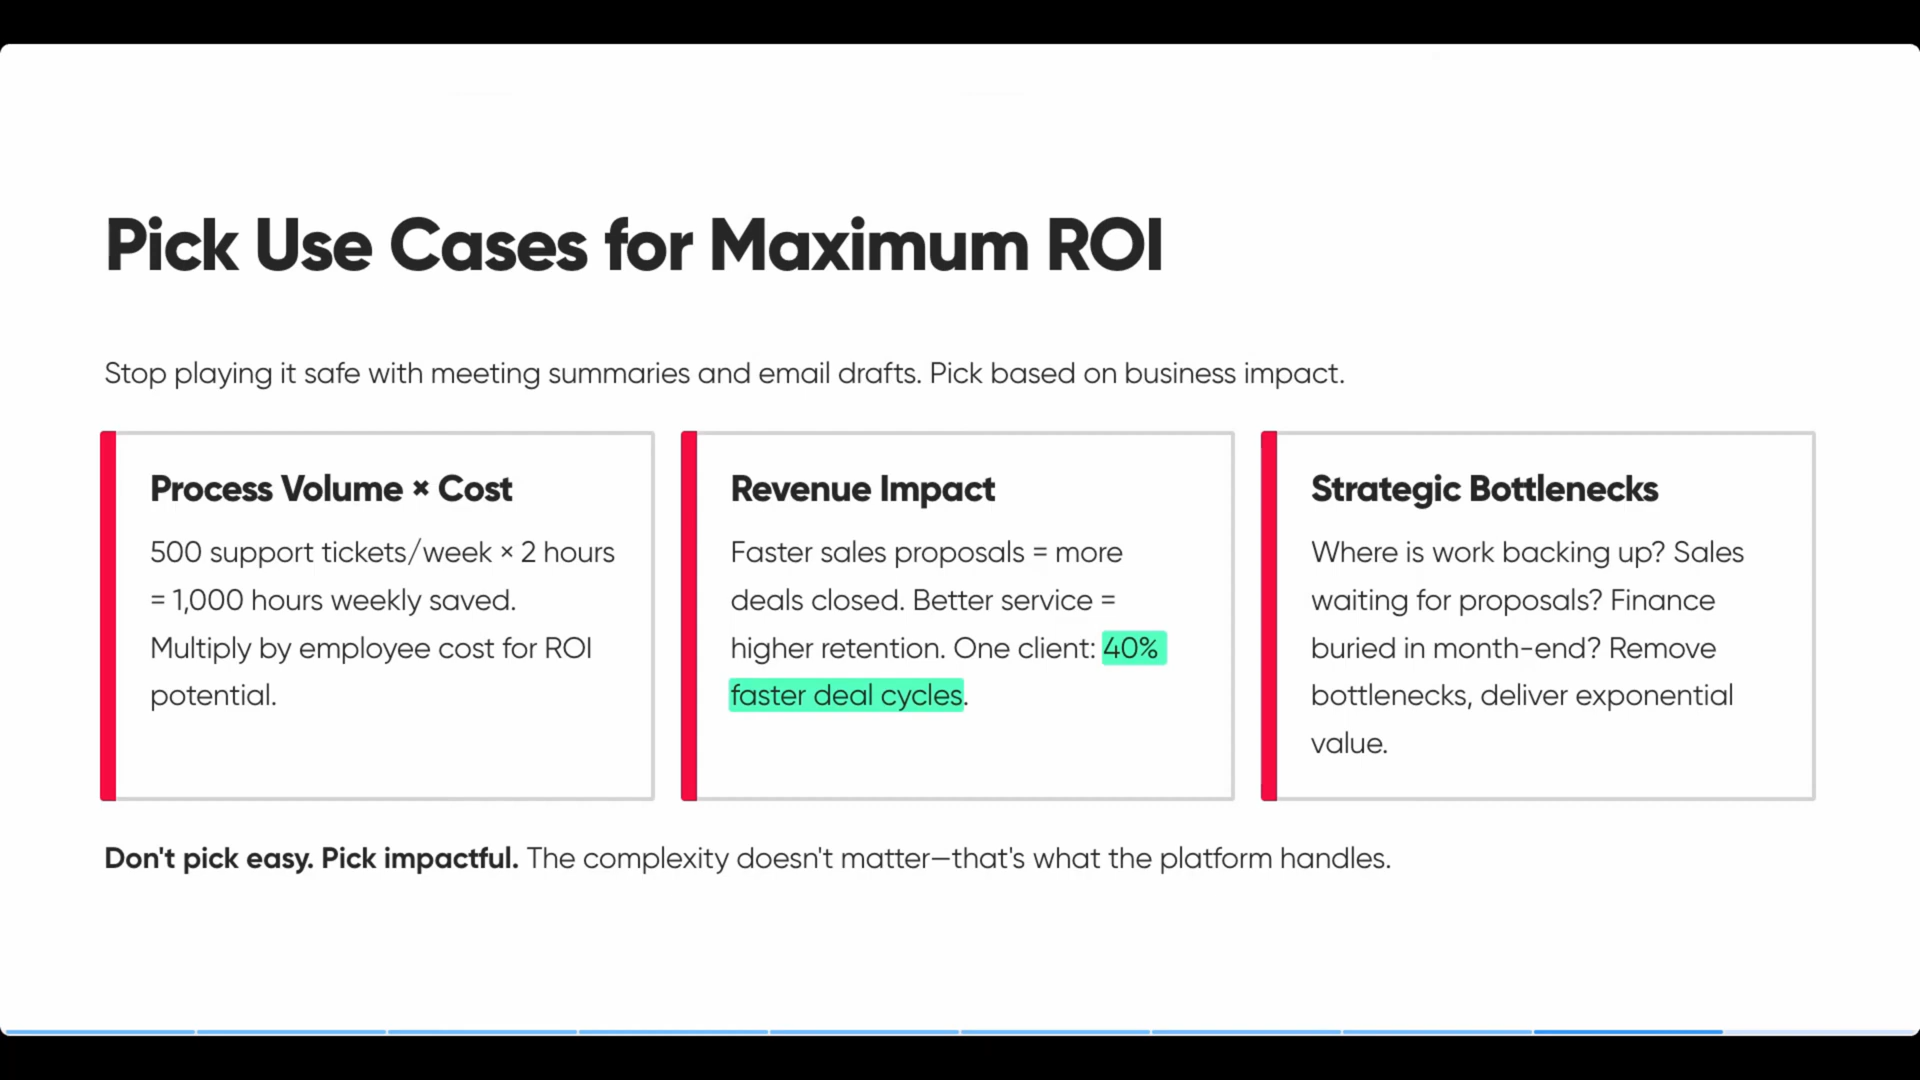 Pick Use Cases for Maximum ROI
Stop playing it safe with meeting summaries and email drafts. Pick based on business impact.
Process Volume × Cost
500 support tickets/week × 2 hours
= 1,000 hours weekly saved.
Multiply by employee cost for ROI
potential.
Revenue Impact
Faster sales proposals = more
deals closed. Better service =
higher retention. One client: 40%
faster deal cycles.
Strategic Bottlenecks
Where is work backing up? Sales
waiting for proposals? Finance
buried in month-end? Remove
bottlenecks, deliver exponential
value.
Don't pick easy. Pick impactful. The complexity doesn't matter—that's what the platform handles.